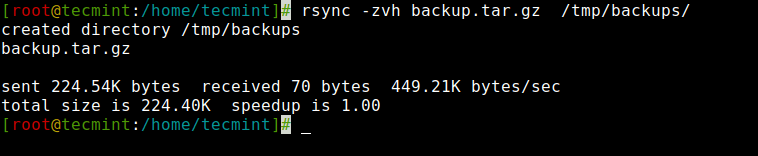 [root@tecmint:/home/tecmint]# rsync -zvh backup.tar.gz  /tmp/backups/
created directory /tmp/backups
backup.tar.gz

sent 224.54K bytes  received 70 bytes  449.21K bytes/sec
total size is 224.40K  speedup is 1.00
[root@tecmint:/home/tecmint]# _